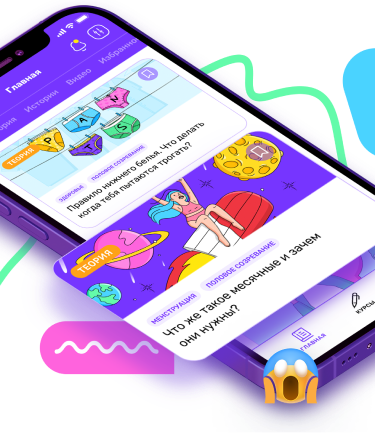 Главная
Истории
Видео
Избранно
P
A
N
T
S
ТЕОРИЯ
ЗДОРОВЬЕ
ПОЛОВОЕ СОЗРЕВАНИЕ
Правило нижнего белья. Что делать
когда тебя пытаются трогать?
ТЕОРИЯ
МЕНСТРУАЦИЯ
ПОЛОВОЕ СОЗРЕВАНИЕ
Что же такое месячные и зачем
они нужны?
ГЛАВНАЯ
КУРСЫ